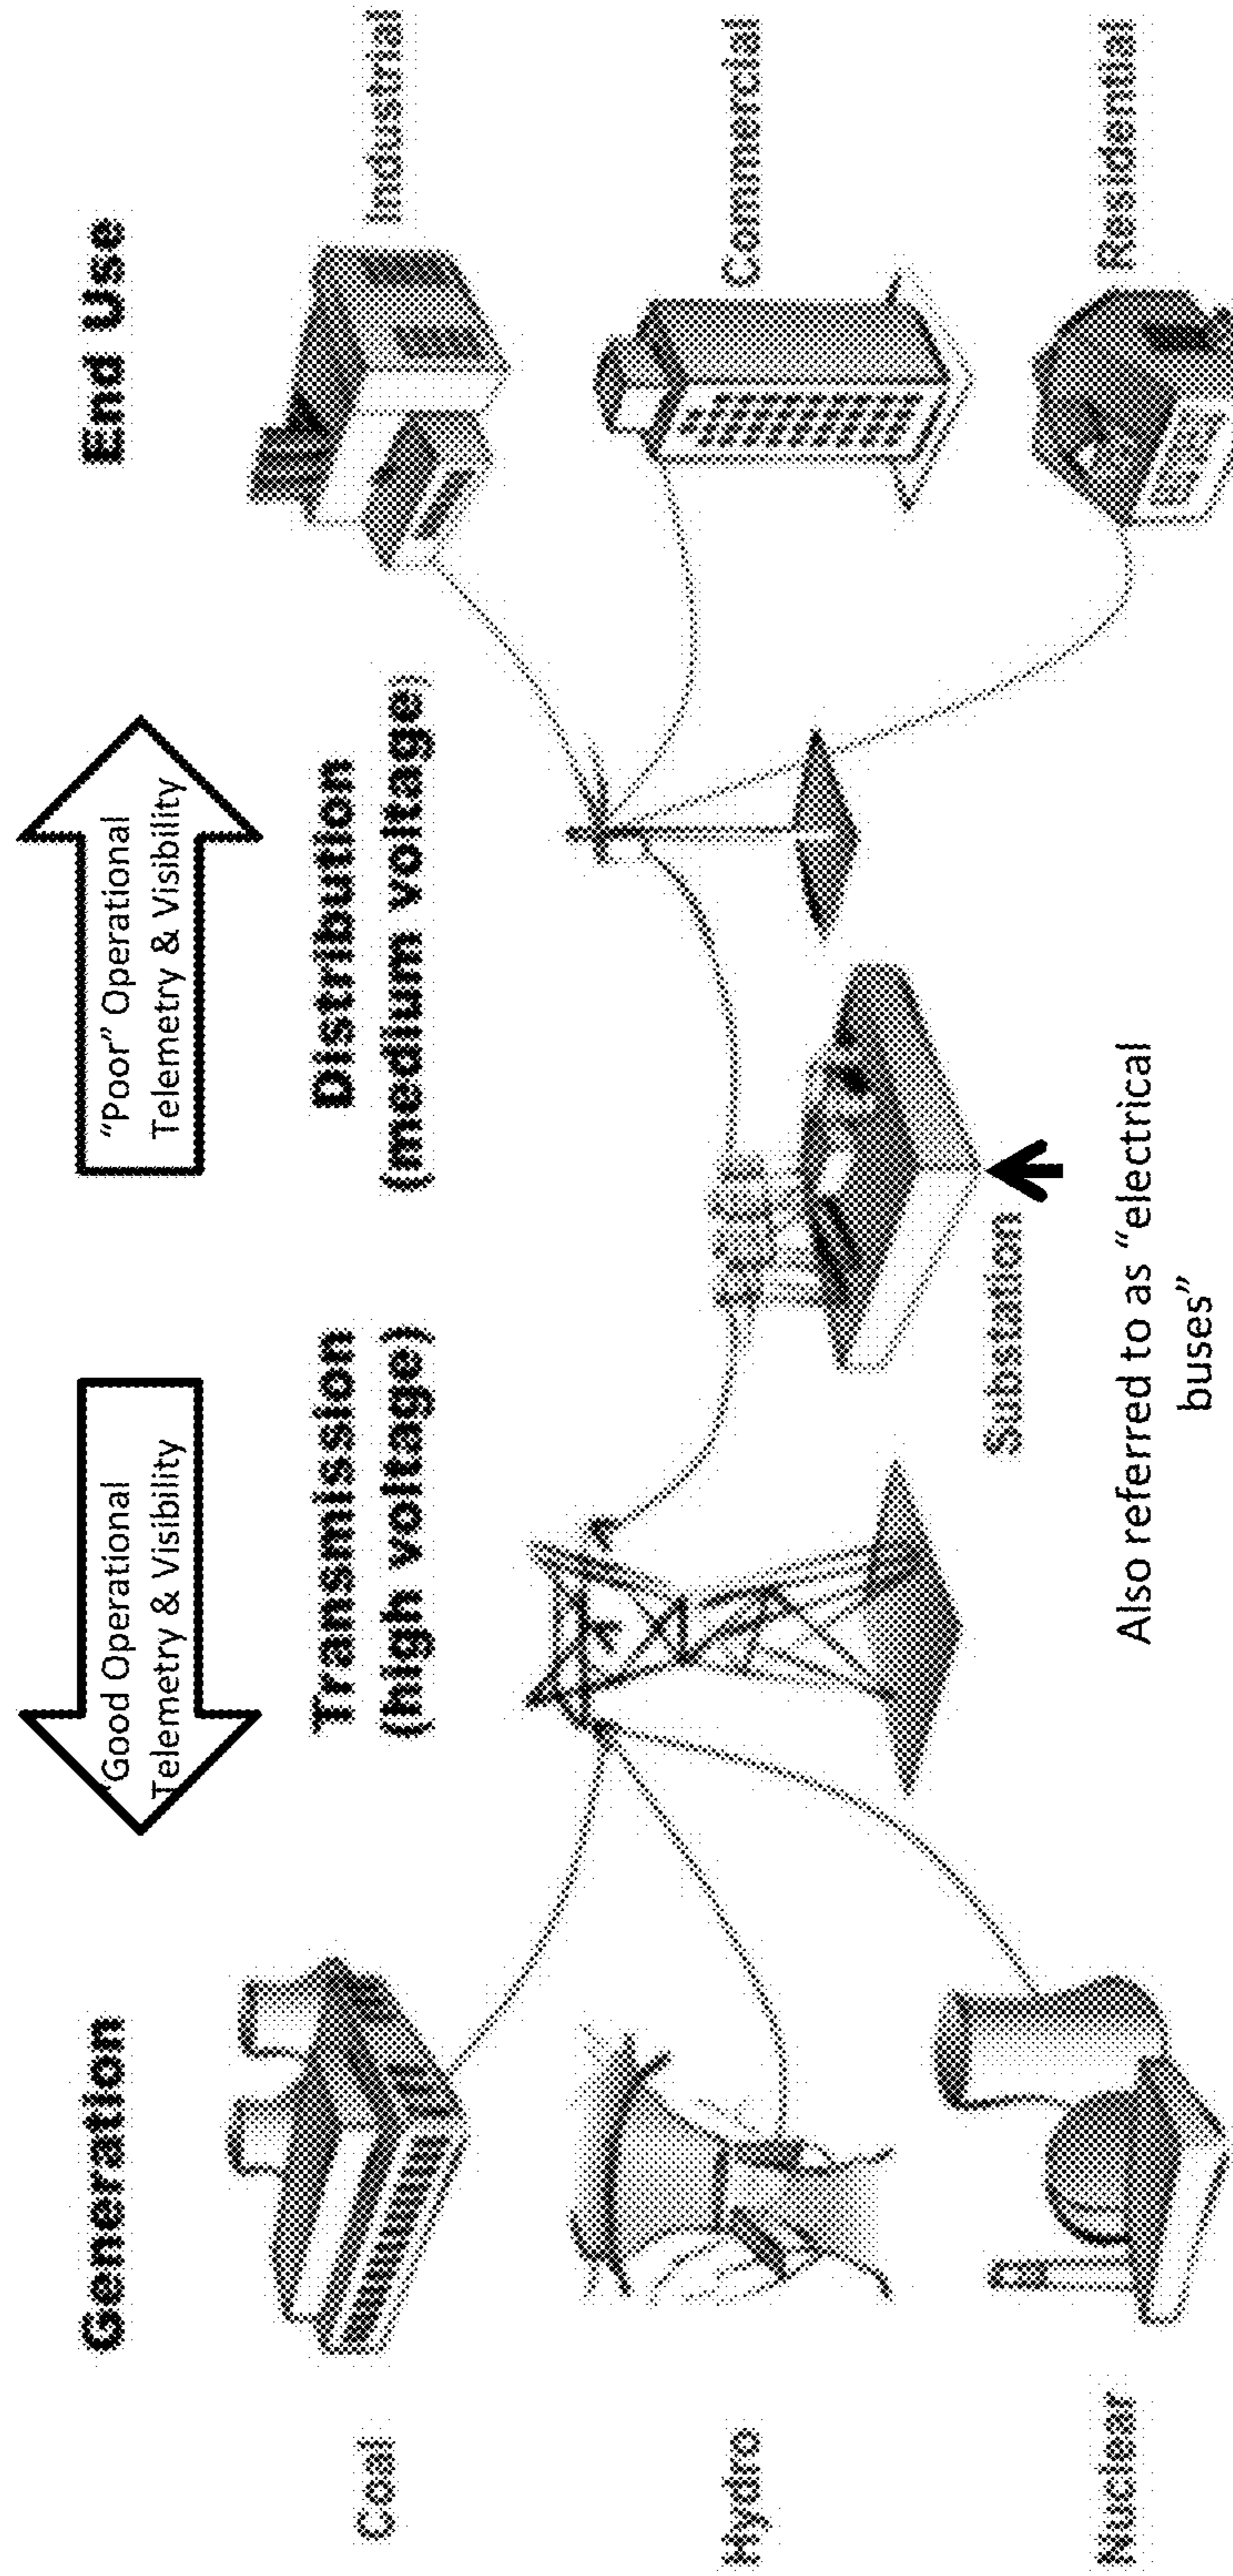 Generation
"Good Operational
Telemetry & Visibility
"Poor" Operational
Telemetry & Visibility
End Use
Transmission
(high voltage)
Distribution
(medium voltage)
Coal
Hydro
Nuclear
Industrial
Commercial
Residential
Substation
Also referred to as "electrical
buses"